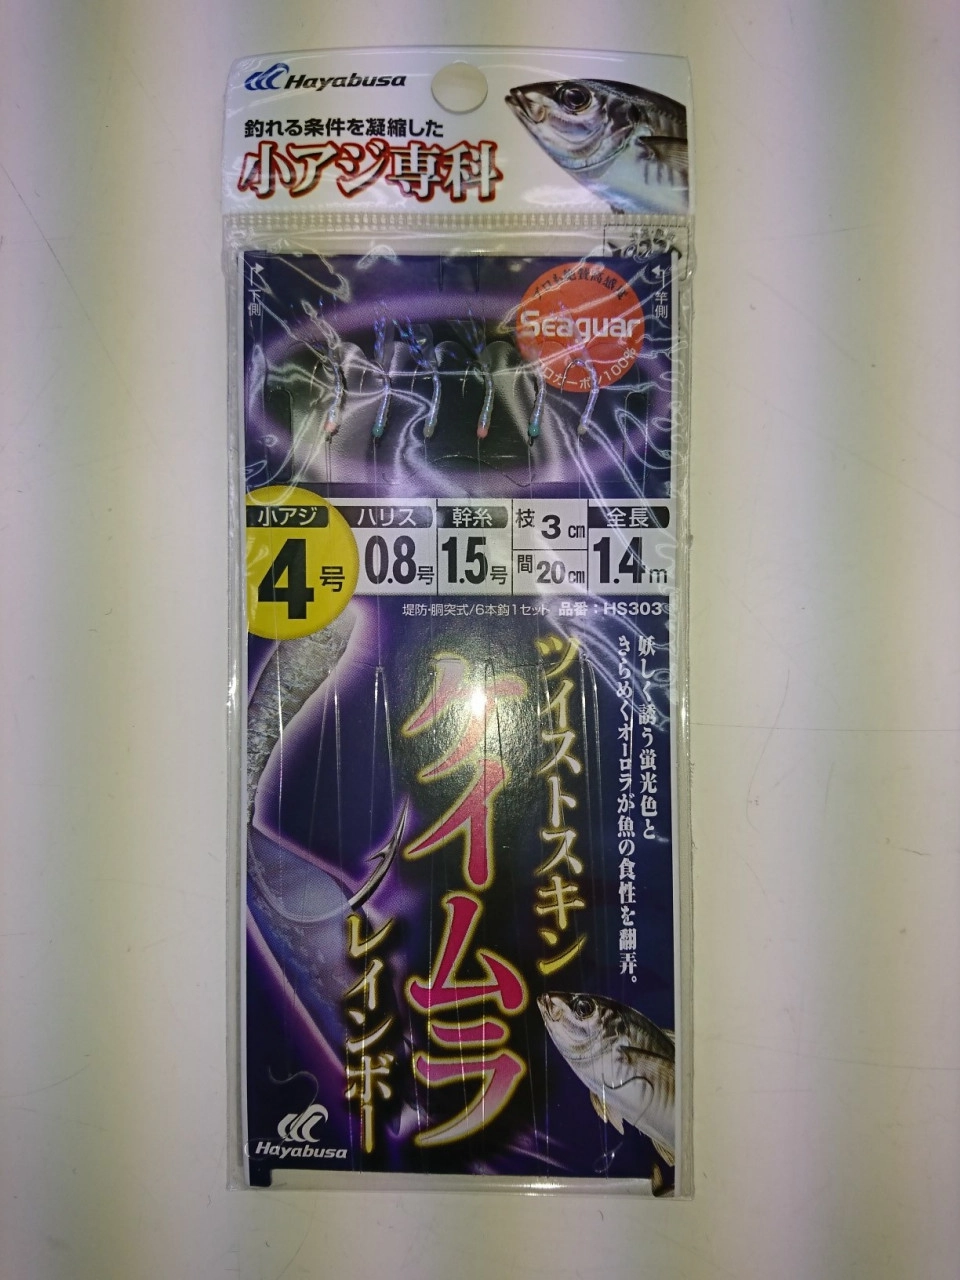 Hayabusa
釣れる条件を凝縮した
小アジ専科
下側
竿側
Seaguar
小アジ
4号
ハリス
0.8号
幹糸
1.5号
枝 3cm
間 20cm
全長
1.4m
堤防・胴突式/6本鈎1セット 品番:HS303
妖しく誘う蛍光色と
きらめくオーロラが魚の食性を翻弄。
ツイストスキン
ケイムラ
レインボー
Hayabusa